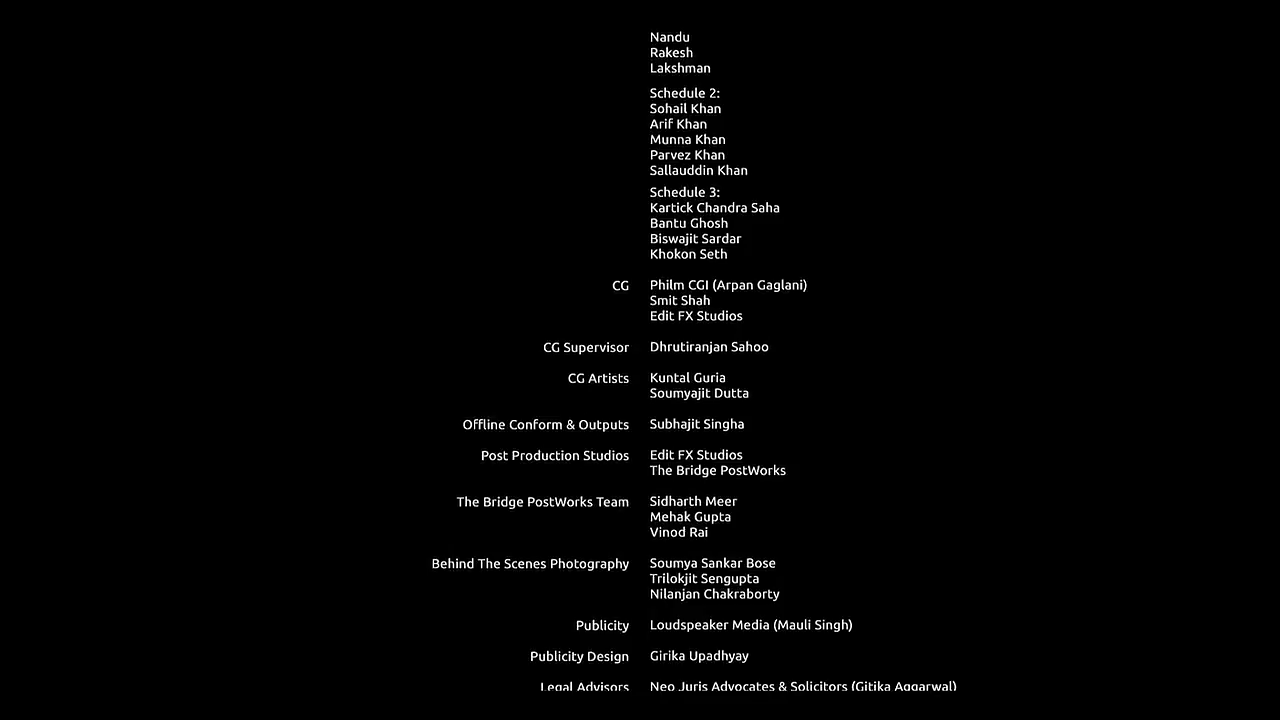 Nandu
Rakesh
Lakshman
Schedule 2:
Sohail Khan
Arif Khan
Munna Khan
Parvez Khan
Sallauddin Khan
Schedule 3:
Kartick Chandra Saha
Bantu Ghosh
Biswajit Sardar
Khokon Seth
CG Philm CGI (Arpan Gaglani)
Smit Shah
Edit FX Studios
CG Supervisor Dhrutiranjan Sahoo
CG Artists Kuntal Guria
Soumyajit Dutta
Offline Conform & Outputs Subhajit Singha
Post Production Studios Edit FX Studios
The Bridge PostWorks
The Bridge PostWorks Team Sidharth Meer
Mehak Gupta
Vinod Rai
Behind The Scenes Photography Soumya Sankar Bose
Trilokjit Sengupta
Nilanjan Chakraborty
Publicity Loudspeaker Media (Mauli Singh)
Publicity Design Girika Upadhyay
Legal Advisors Neo Juris Advocates & Solicitors (Gitika Aggarwal)